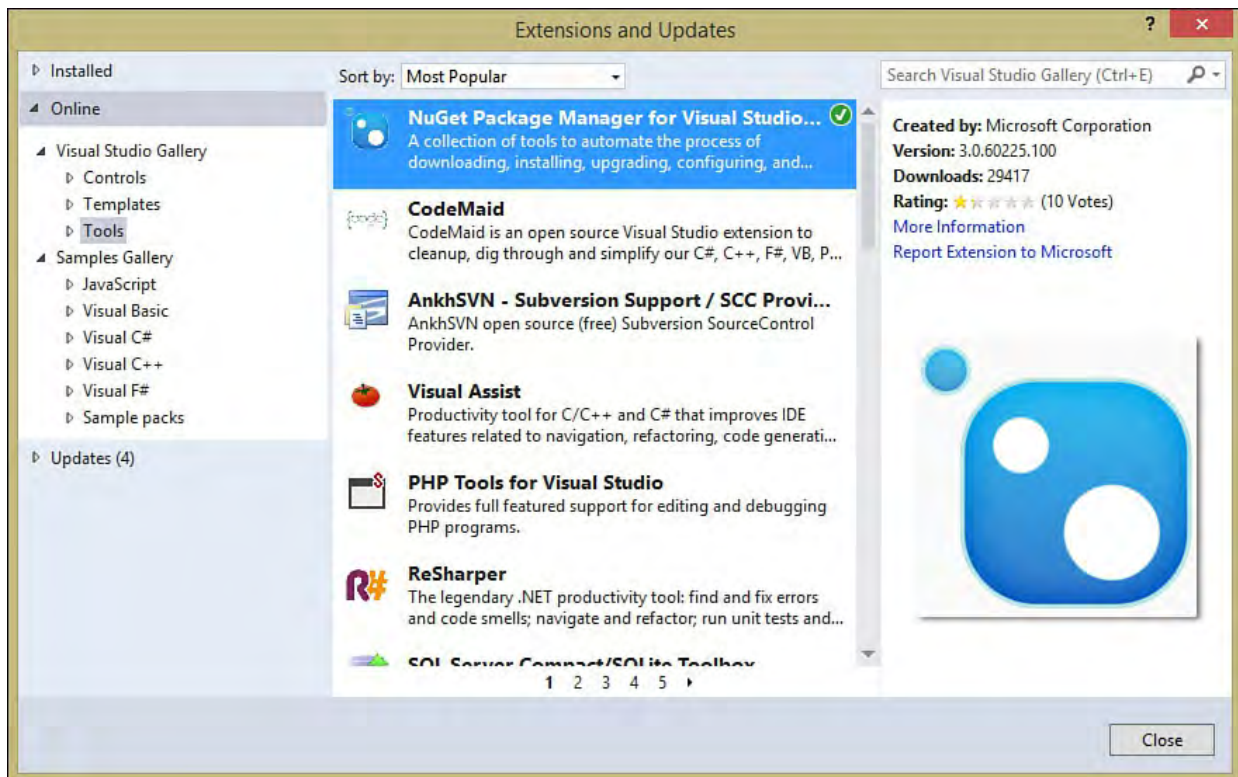 Extensions and Updates
?
Installed
Online
Visual Studio Gallery
Controls
Templates
Tools
Samples Gallery
JavaScript
Visual Basic
Visual C#
Visual C++
Visual F#
Sample packs
Updates (4)
Sort by: Most Popular
NuGet Package Manager for Visual Studio...
A collection of tools to automate the process of
downloading, installing, upgrading, configuring, and...
{code}
CodeMaid
CodeMaid is an open source Visual Studio extension to
cleanup, dig through and simplify our C#, C++, F#, VB, P...
AnkhSVN - Subversion Support / SCC Provi...
AnkhSVN open source (free) Subversion SourceControl
Provider.
Visual Assist
Productivity tool for C/C++ and C# that improves IDE
features related to navigation, refactoring, code generati...
PHP Tools for Visual Studio
Provides full featured support for editing and debugging
PHP programs.
R#
ReSharper
The legendary .NET productivity tool: find and fix errors
and code smells; navigate and refactor; run unit tests and...
SQL Server Compact/SQLite Toolbox
1 2 3 4 5
Search Visual Studio Gallery (Ctrl+E)
Created by: Microsoft Corporation
Version: 3.0.60225.100
Downloads: 29417
Rating: (10 Votes)
More Information
Report Extension to Microsoft
Close